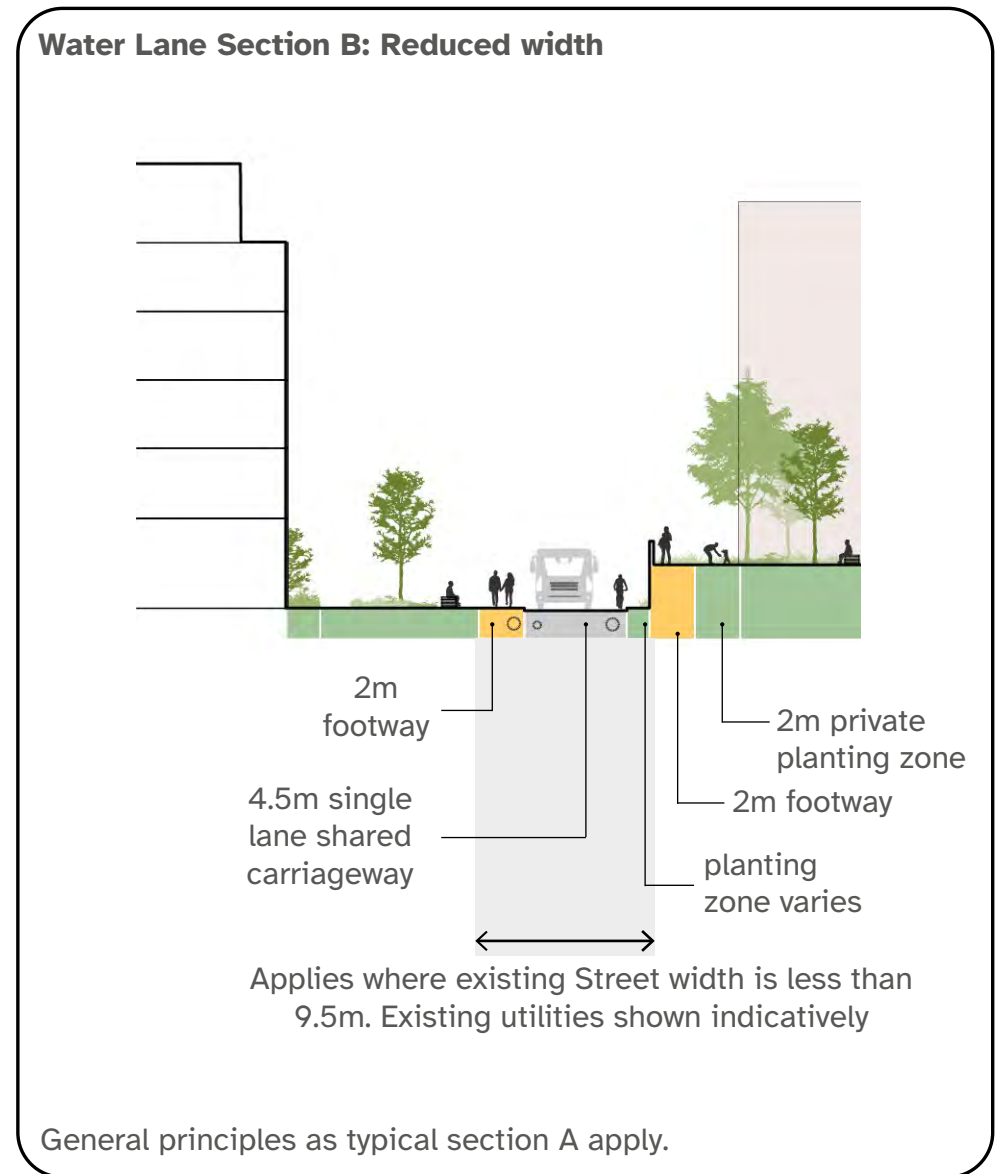 Water Lane Section B: Reduced width
2m
footway
4.5m single
lane shared
carriageway
2m private
planting zone
2m footway
planting
zone varies
Applies where existing Street width is less than
9.5m. Existing utilities shown indicatively
General principles as typical section A apply.